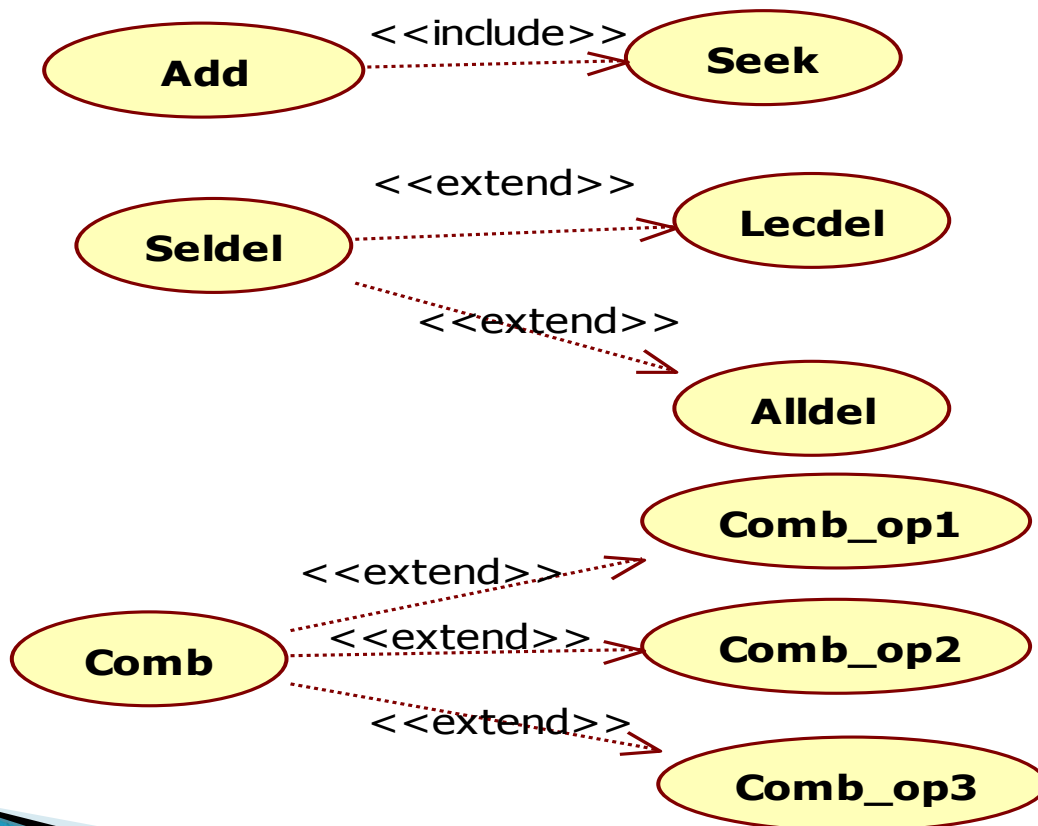 <<include>>
Add
Seek
<<extend>>
Seldel
Lecdel
<<extend>>
Alldel
Comb_op1
<<extend>>
Comb
<<extend>>
Comb_op2
<<extend>>
Comb_op3